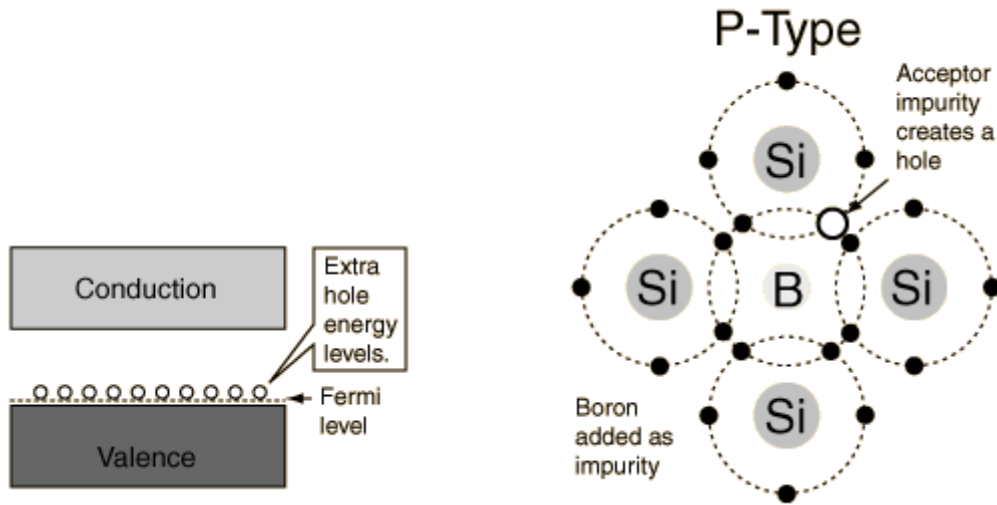 P-Type
Acceptor
impurity
creates a
hole
Si
Si
B
Si
Si
Boron
added as
impurity
Conduction
Extra
hole
energy
levels.
Fermi
level
Valence